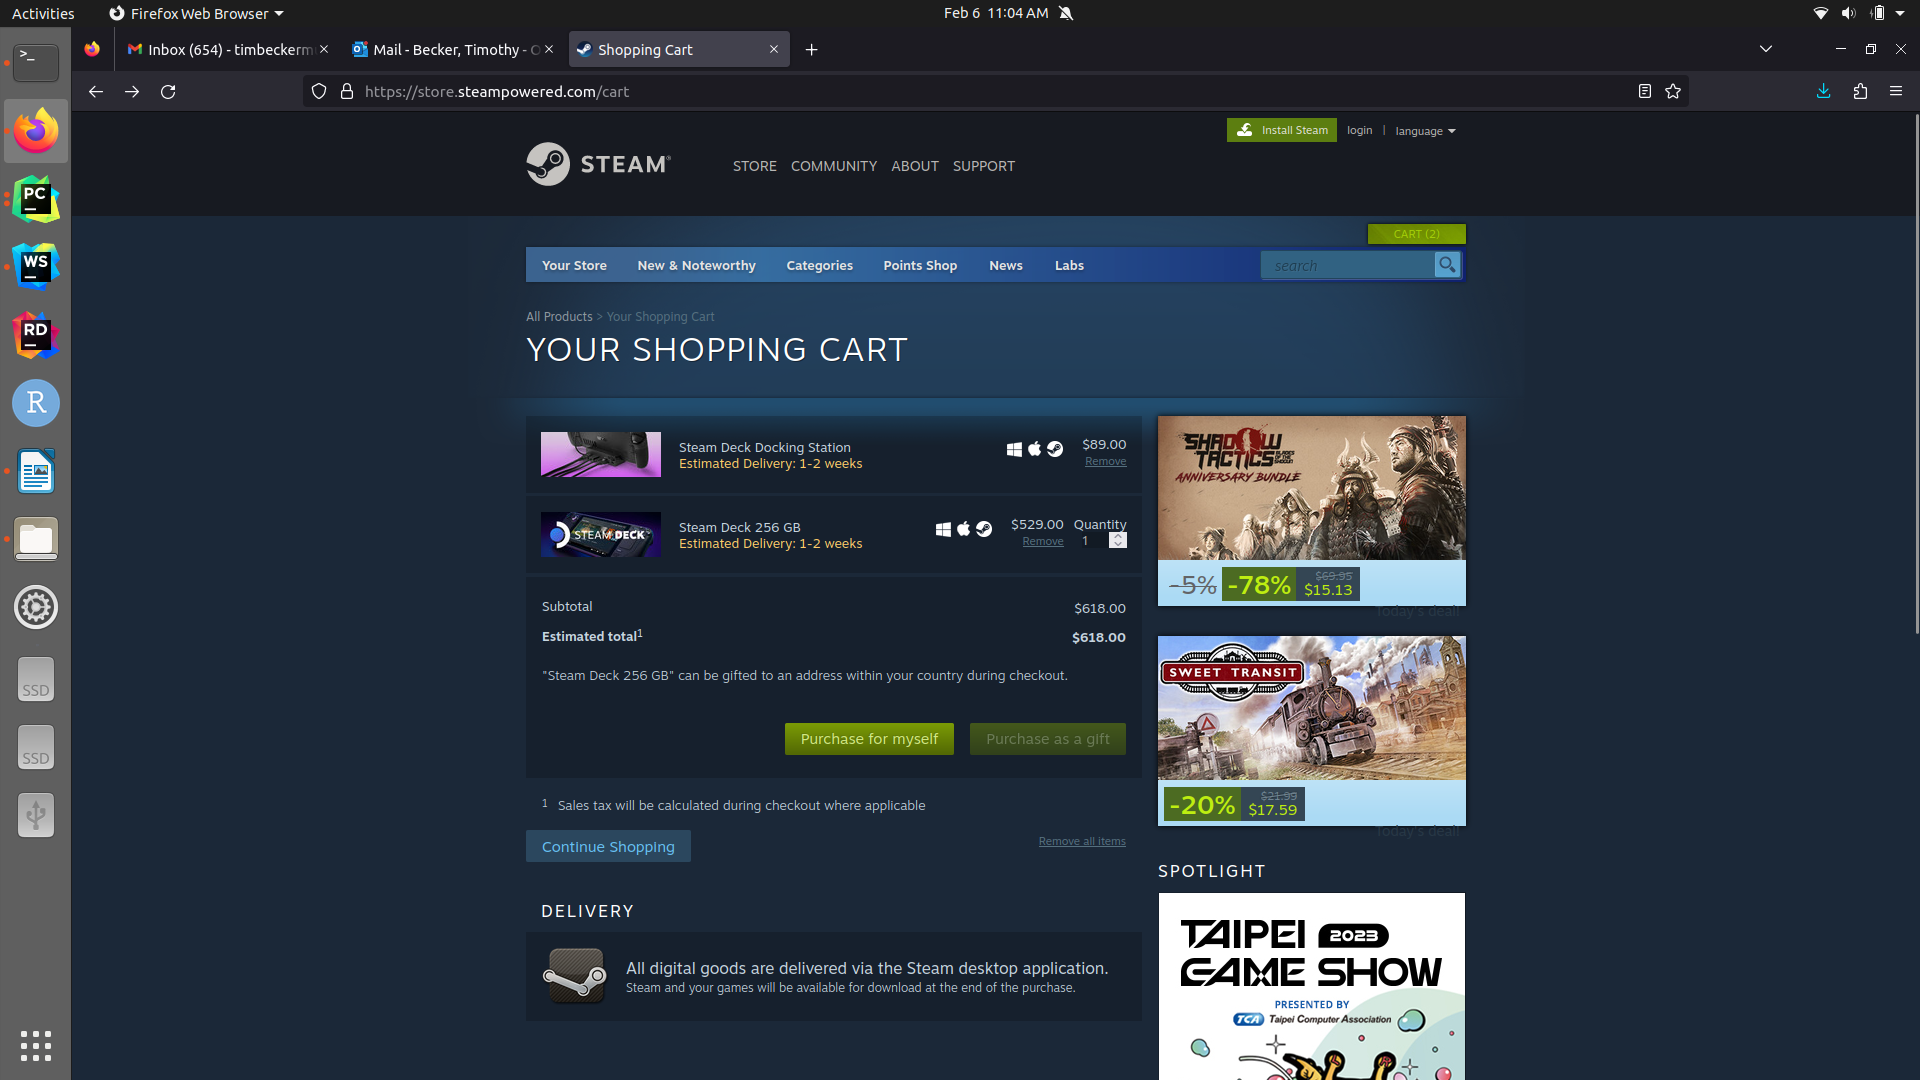 Activities
Firefox Web Browser
Feb 6 11:04 AM
Inbox (654) - timbeckerm
Mail - Becker, Timothy - O
Shopping Cart
https://store.steampowered.com/cart
Install Steam
login
|
language
STEAM®
STORE
COMMUNITY
ABOUT
SUPPORT
CART (2)
Your Store
New & Noteworthy
Categories
Points Shop
News
Labs
search
All Products > Your Shopping Cart
YOUR SHOPPING CART
Steam Deck Docking Station
Estimated Delivery: 1-2 weeks
$89.00
Remove
STEAM DECK
Steam Deck 256 GB
Estimated Delivery: 1-2 weeks
$529.00
Remove
Quantity
1
Subtotal
$618.00
Estimated total1
$618.00
"Steam Deck 256 GB" can be gifted to an address within your country during checkout.
Purchase for myself
Purchase as a gift
1 Sales tax will be calculated during checkout where applicable
Continue Shopping
Remove all items
DELIVERY
All digital goods are delivered via the Steam desktop application.
Steam and your games will be available for download at the end of the purchase.
SHADOW
TACTICS
BLADES OF THE SHOGUN
ANNIVERSARY BUNDLE
-5%
-78%
$69.95
$15.13
Today's deal!
SWEET TRANSIT
-20%
$21.99
$17.59
Today's deal!
SPOTLIGHT
TAIPEI 2023
GAME SHOW
PRESENTED BY
TCA Taipei Computer Association
>_
PC
WS
RD
R
SSD
SSD